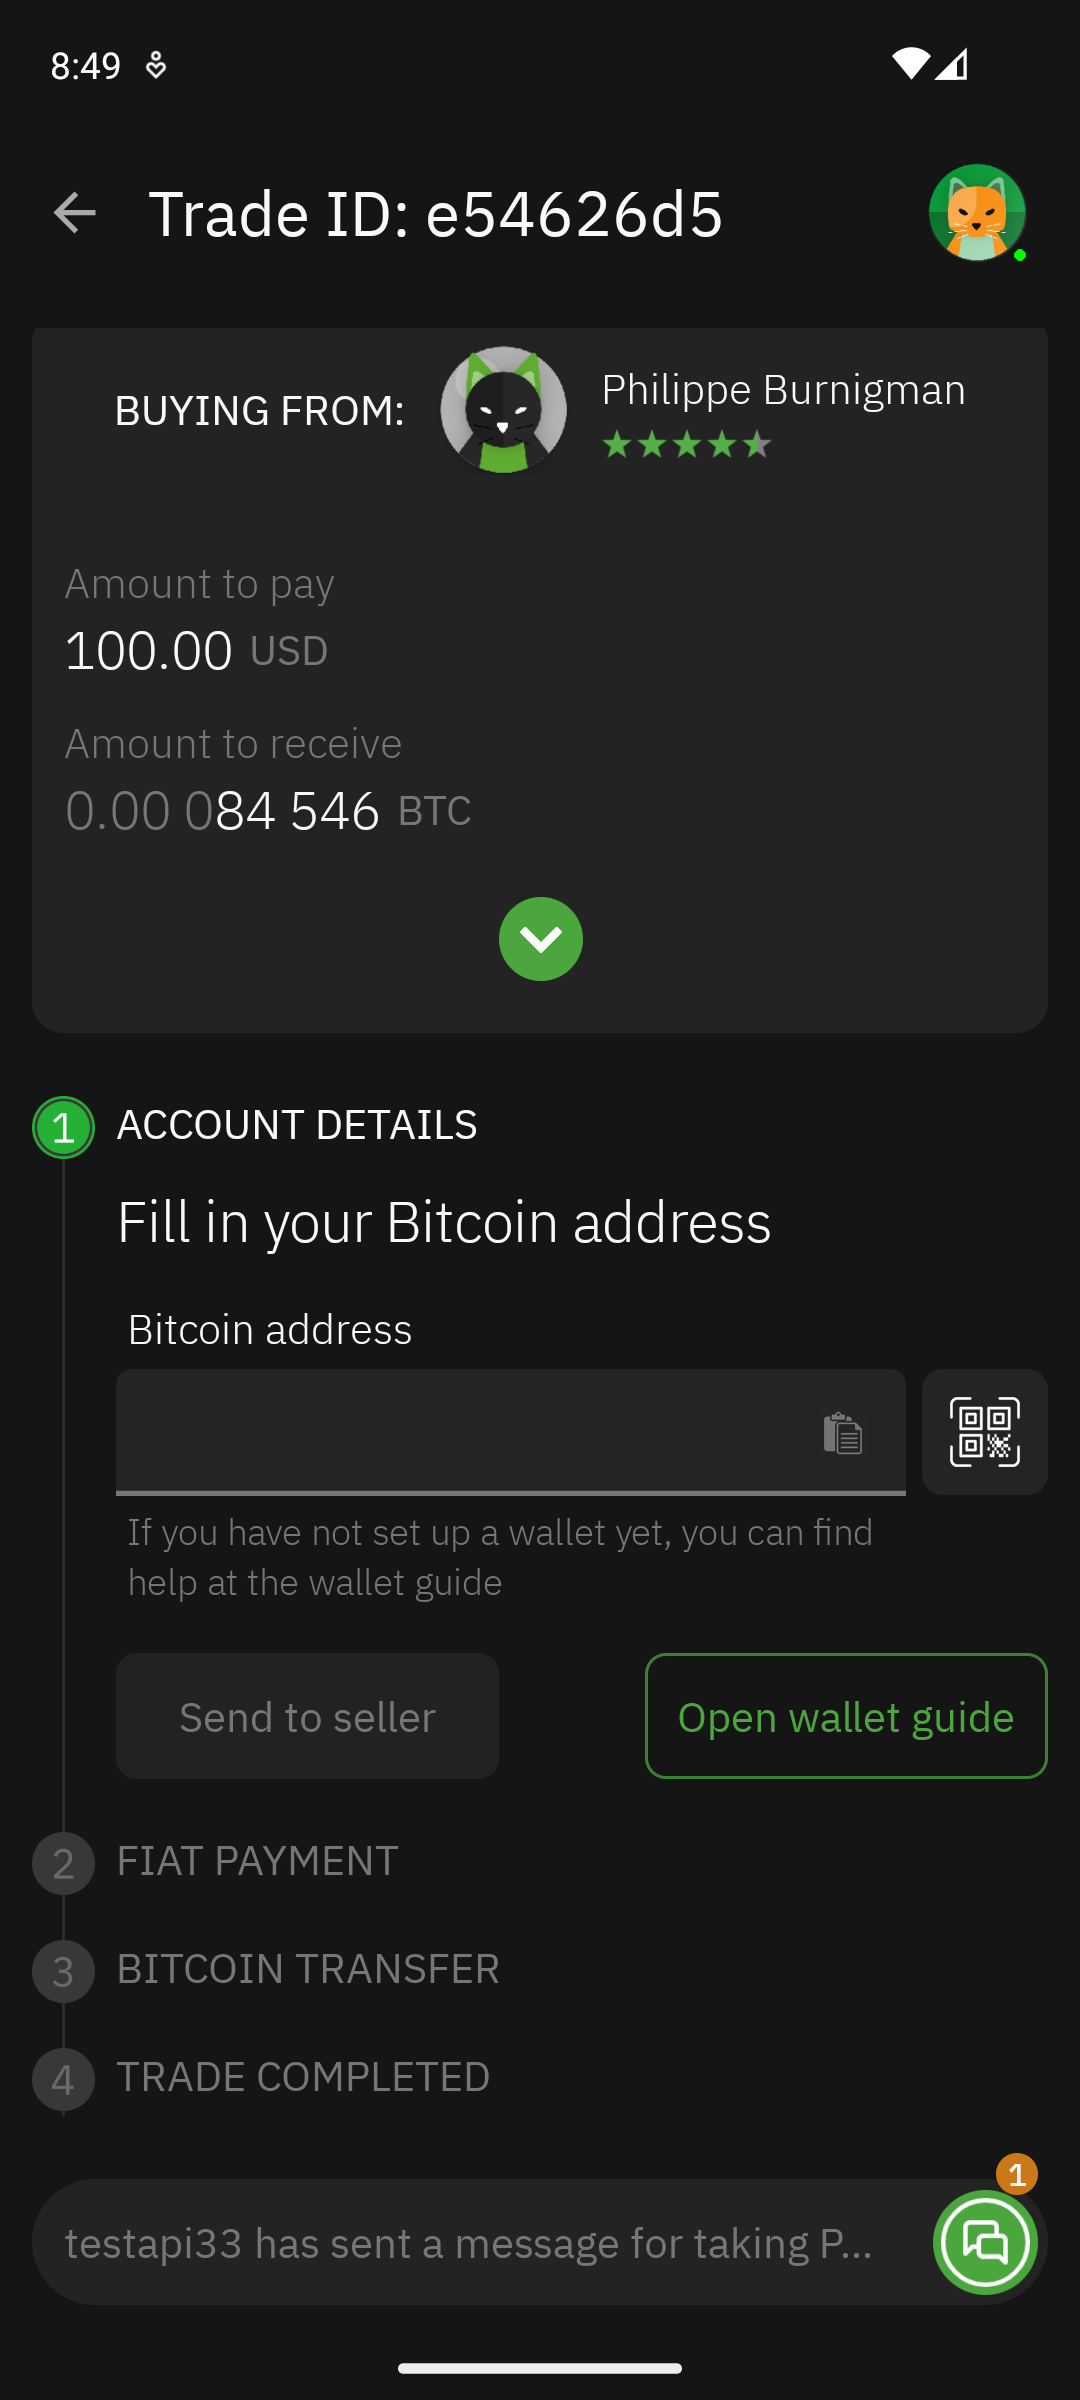 8:49
Trade ID: e54626d5
BUYING FROM:
Philippe Burnigman
Amount to pay
100.00 USD
Amount to receive
0.00 084 546 BTC
1 ACCOUNT DETAILS
Fill in your Bitcoin address
Bitcoin address
If you have not set up a wallet yet, you can find
help at the wallet guide
Send to seller
Open wallet guide
2 FIAT PAYMENT
3 BITCOIN TRANSFER
4 TRADE COMPLETED
1
testapi33 has sent a message for taking P...